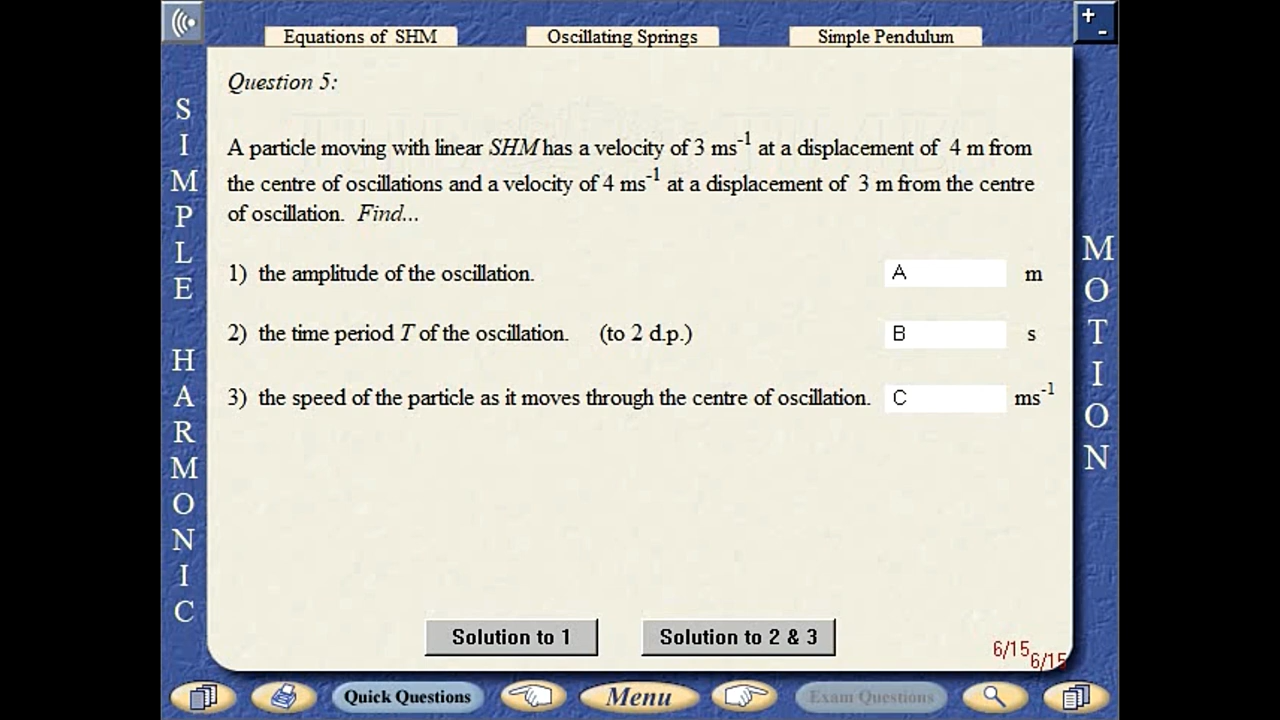 Equations of SHM
Oscillating Springs
Simple Pendulum
+
-
SIMPLE HARMONIC
Question 5:
A particle moving with linear SHM has a velocity of 3 ms⁻¹ at a displacement of 4 m from
the centre of oscillations and a velocity of 4 ms⁻¹ at a displacement of 3 m from the centre
of oscillation. Find...
1) the amplitude of the oscillation. A m
2) the time period T of the oscillation. (to 2 d.p.) B s
3) the speed of the particle as it moves through the centre of oscillation. C ms⁻¹
MOTION
Solution to 1
Solution to 2 & 3
6/15
6/15
Quick Questions
Menu
Exam Questions